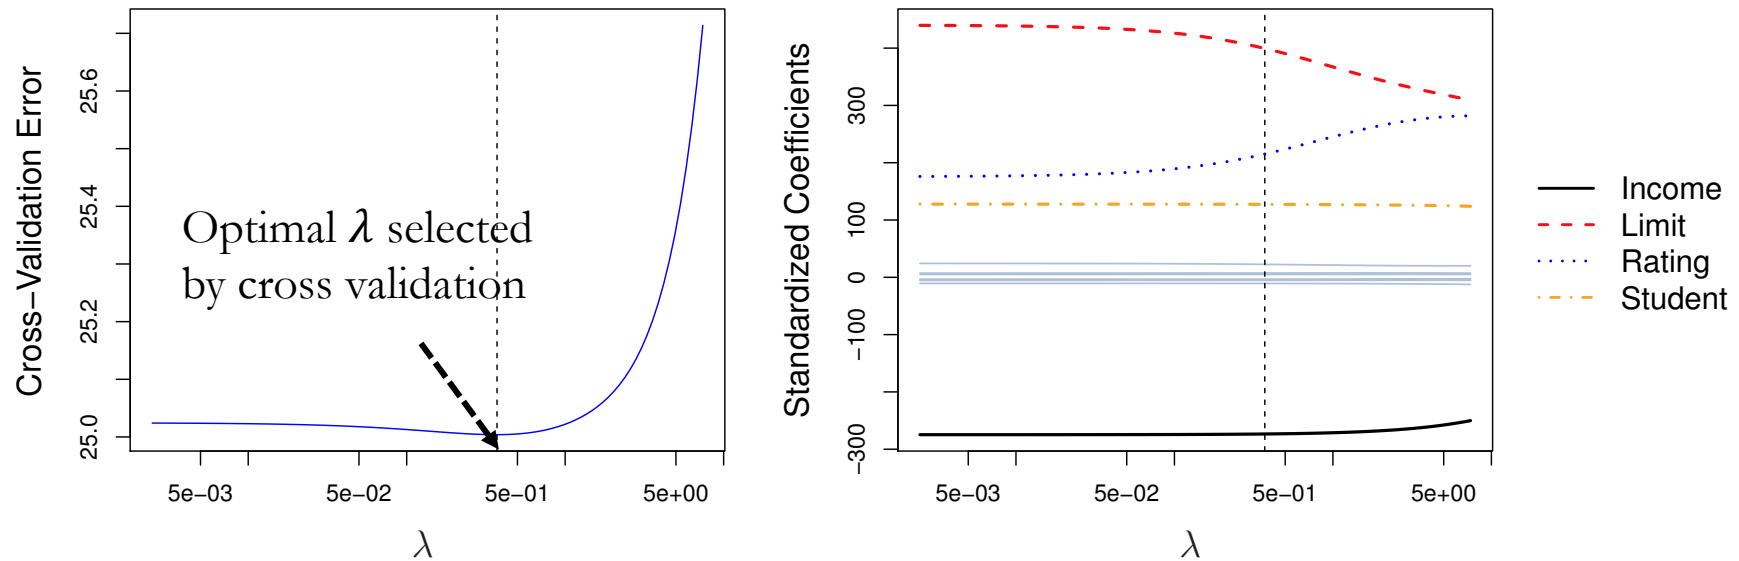 Cross−Validation Error
25.0
25.2
25.4
25.6
Optimal λ selected
by cross validation
5e−03
5e−02
5e−01
5e+00
λ
Standardized Coefficients
−300
−100
0
100
300
5e−03
5e−02
5e−01
5e+00
λ
Income
Limit
Rating
Student